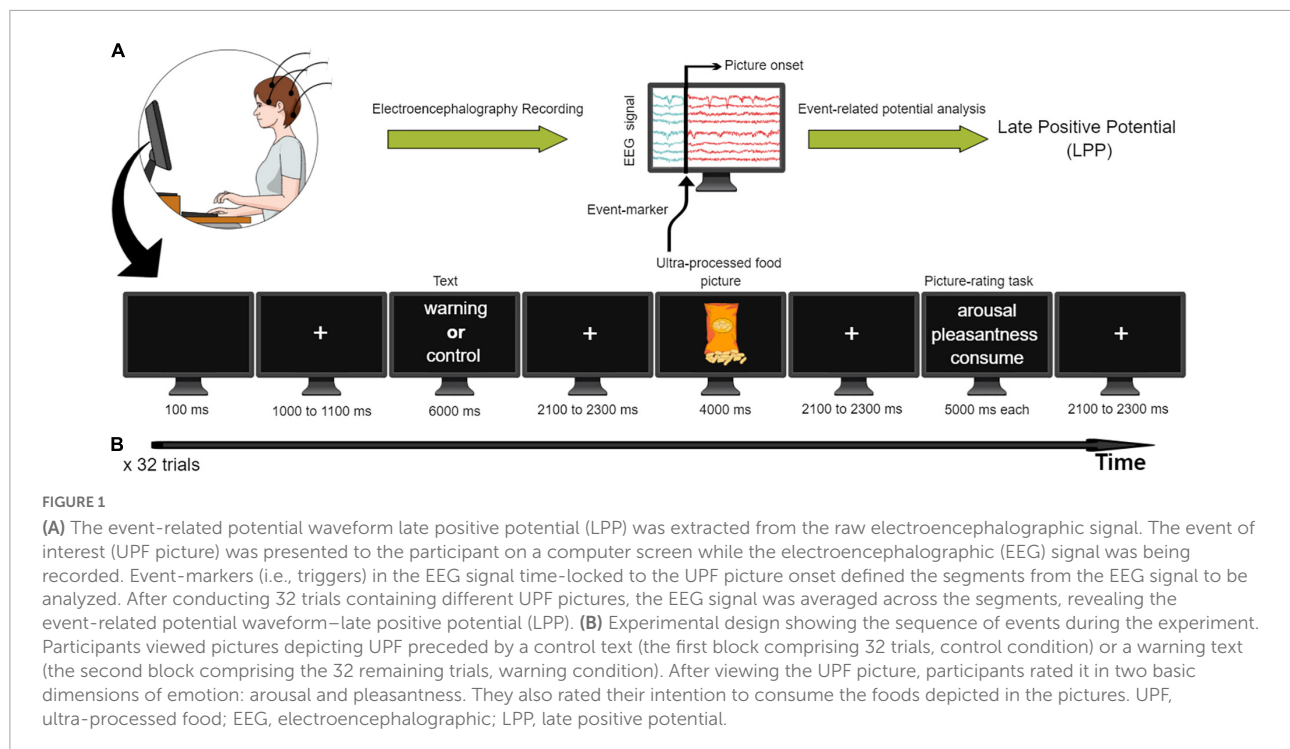 A
Electroencephalography Recording
EEG signal
Picture onset
Event-marker
Event-related potential analysis
Late Positive Potential
(LPP)
Text
Ultra-processed food
picture
Picture-rating task
+
warning
or
control
+
+
arousal
pleasantness
consume
+
100 ms
1000 to 1100 ms
6000 ms
2100 to 2300 ms
4000 ms
2100 to 2300 ms
5000 ms each
2100 to 2300 ms
B
x 32 trials
Time
FIGURE 1
(A) The event-related potential waveform late positive potential (LPP) was extracted from the raw electroencephalographic signal. The event of
interest (UPF picture) was presented to the participant on a computer screen while the electroencephalographic (EEG) signal was being
recorded. Event-markers (i.e., triggers) in the EEG signal time-locked to the UPF picture onset defined the segments from the EEG signal to be
analyzed. After conducting 32 trials containing different UPF pictures, the EEG signal was averaged across the segments, revealing the
event-related potential waveform–late positive potential (LPP). (B) Experimental design showing the sequence of events during the experiment.
Participants viewed pictures depicting UPF preceded by a control text (the first block comprising 32 trials, control condition) or a warning text
(the second block comprising the 32 remaining trials, warning condition). After viewing the UPF picture, participants rated it in two basic
dimensions of emotion: arousal and pleasantness. They also rated their intention to consume the foods depicted in the pictures. UPF,
ultra-processed food; EEG, electroencephalographic; LPP, late positive potential.